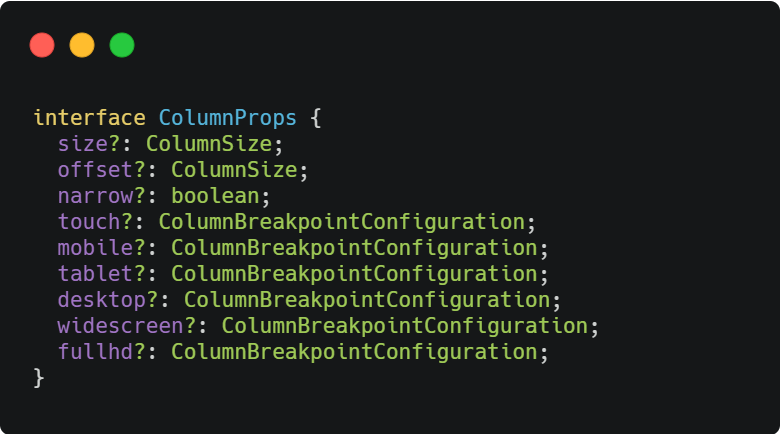 interface ColumnProps {
  size?: ColumnSize;
  offset?: ColumnSize;
  narrow?: boolean;
  touch?: ColumnBreakpointConfiguration;
  mobile?: ColumnBreakpointConfiguration;
  tablet?: ColumnBreakpointConfiguration;
  desktop?: ColumnBreakpointConfiguration;
  widescreen?: ColumnBreakpointConfiguration;
  fullhd?: ColumnBreakpointConfiguration;
}